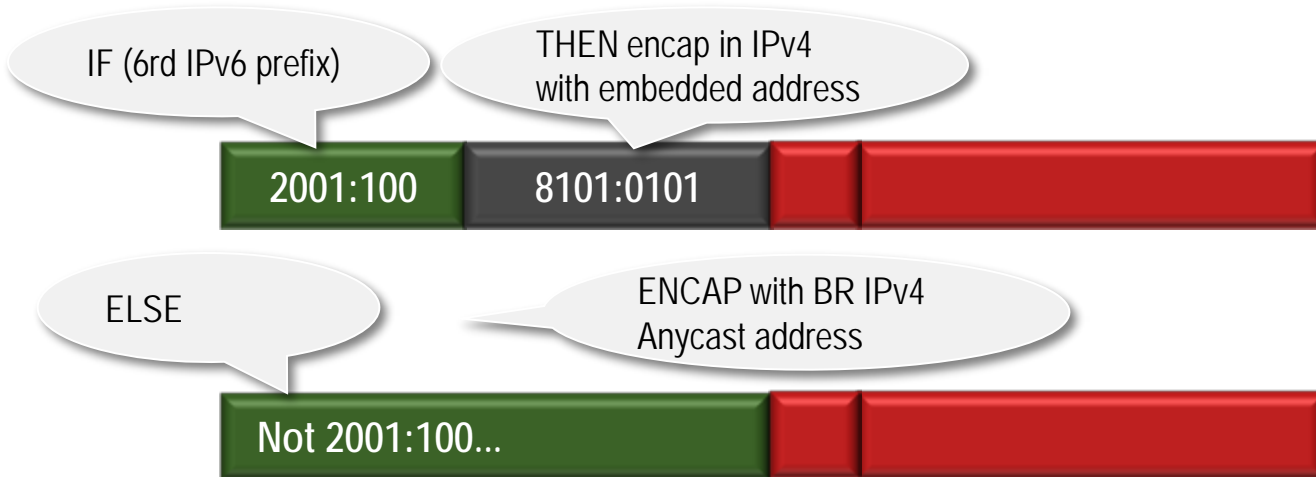 IF (6rd IPv6 prefix)
THEN encap in IPv4
with embedded address
2001:100
8101:0101
ELSE
ENCAP with BR IPv4
Anycast address
Not 2001:100...